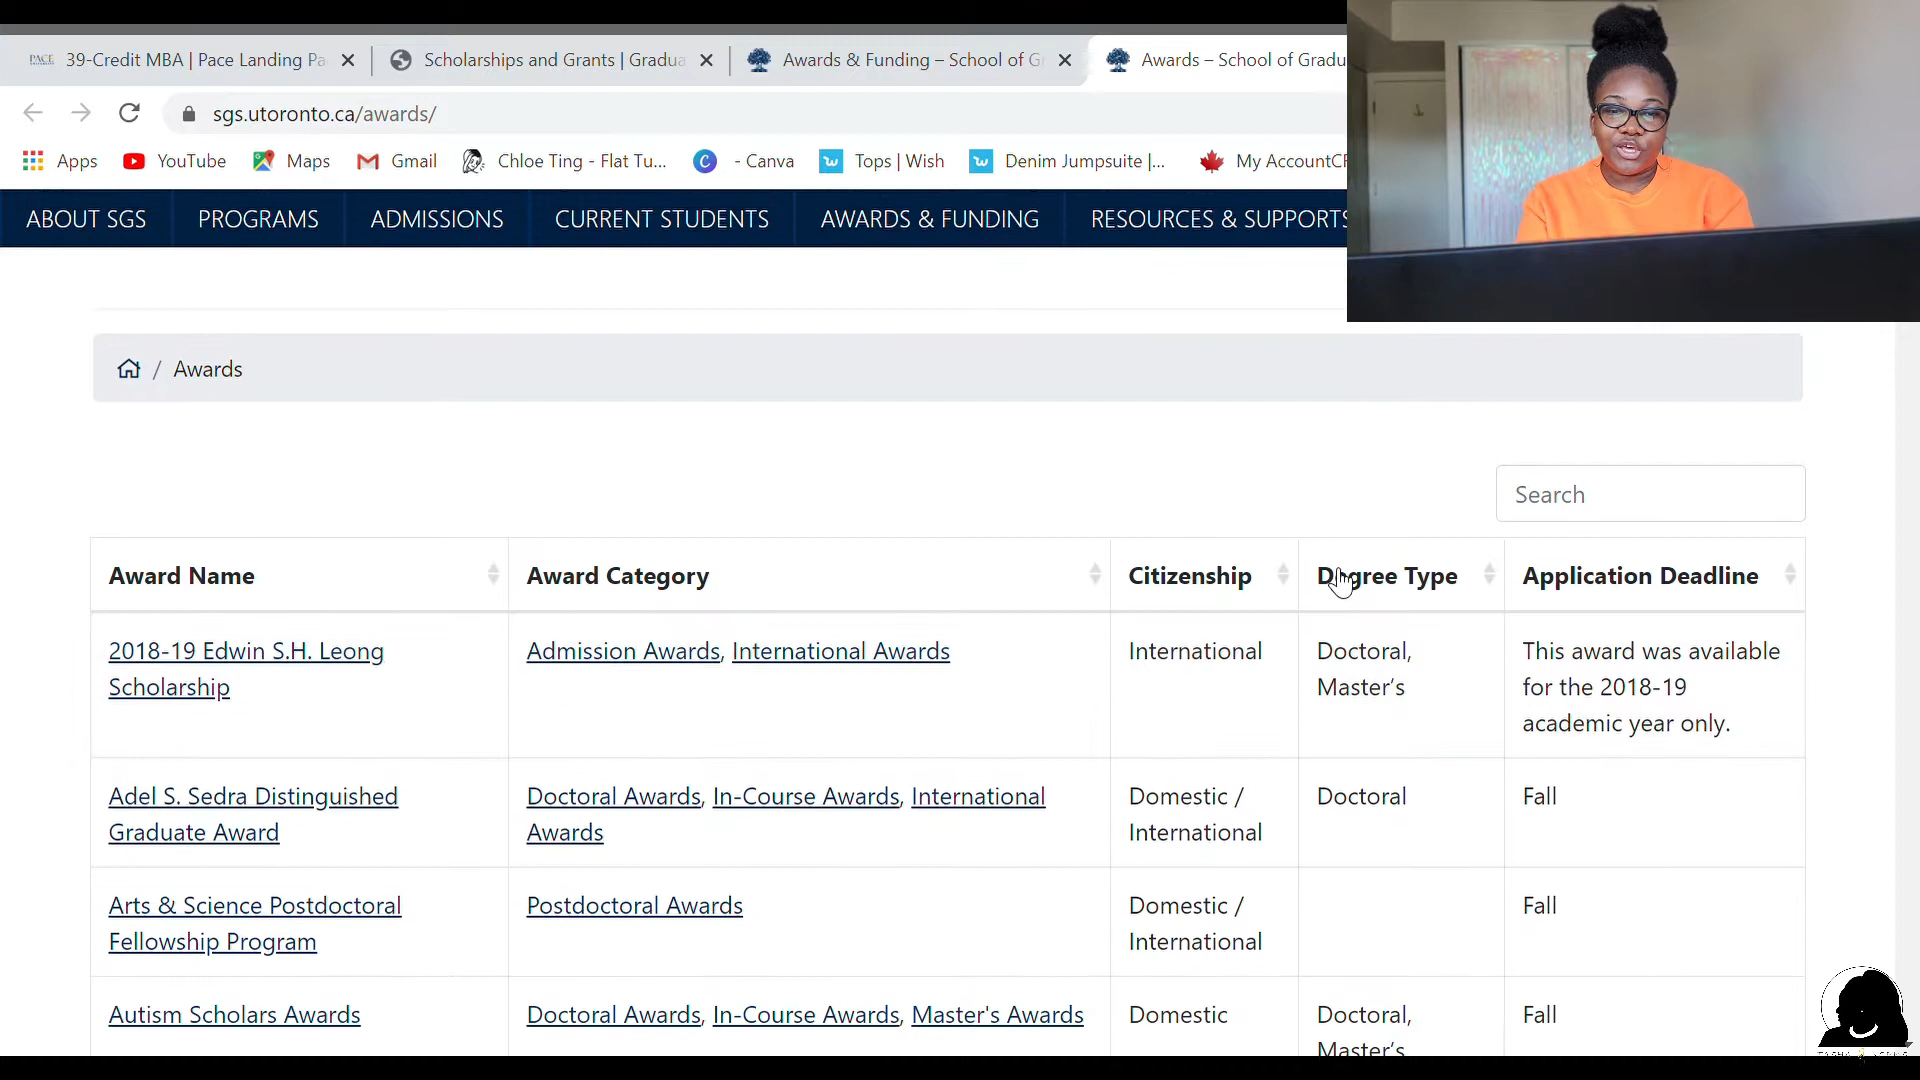 PACE 39-Credit MBA | Pace Landing Pa
Scholarships and Grants | Gradua
Awards & Funding – School of G
Awards – School of Gradu
sgs.utoronto.ca/awards/
Apps YouTube Maps Gmail Chloe Ting - Flat Tu... C - Canva w Tops | Wish w Denim Jumpsuite |... My AccountCR
ABOUT SGS PROGRAMS ADMISSIONS CURRENT STUDENTS AWARDS & FUNDING RESOURCES & SUPPORTS
/ Awards
Search
Award Name Award Category Citizenship Degree Type Application Deadline
2018-19 Edwin S.H. Leong Admission Awards, International Awards International Doctoral, This award was available
Scholarship Master's for the 2018-19
academic year only.
Adel S. Sedra Distinguished Doctoral Awards, In-Course Awards, International Domestic / Doctoral Fall
Graduate Award Awards International
Arts & Science Postdoctoral Postdoctoral Awards Domestic / Fall
Fellowship Program International
Autism Scholars Awards Doctoral Awards, In-Course Awards, Master's Awards Domestic Doctoral, Fall
Master's